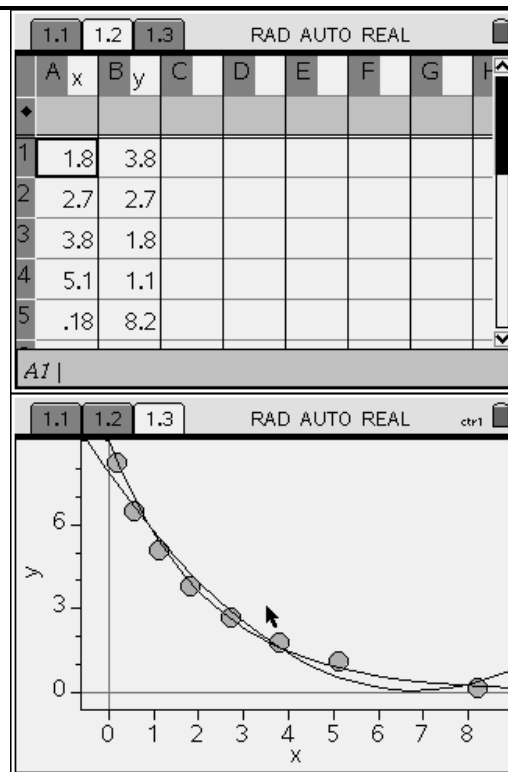 1.1 1.2 1.3 RAD AUTO REAL
A x B y C D E F G H
1 1.8 3.8
2 2.7 2.7
3 3.8 1.8
4 5.1 1.1
5 .18 8.2
A1
1.1 1.2 1.3 RAD AUTO REAL ctrl
6
y
3
0
0 1 2 3 4 5 6 7 8
x